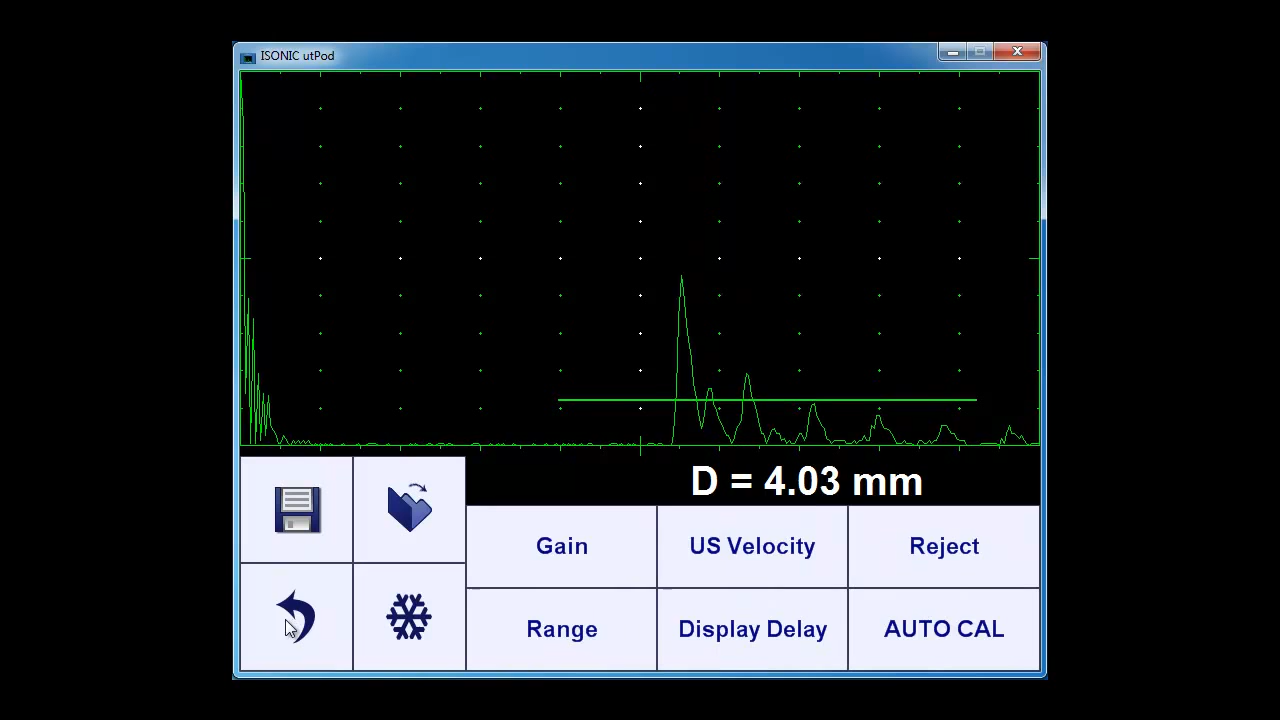 ISONIC utPod
D = 4.03 mm
Gain
US Velocity
Reject
Range
Display Delay
AUTO CAL